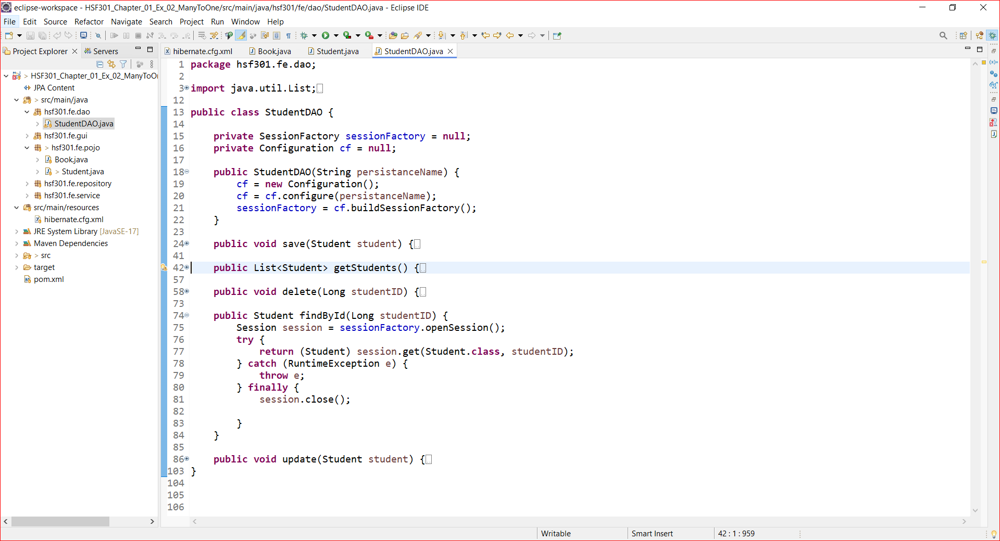 eclipse-workspace - HSF301_Chapter_01_Ex_02_ManyToOne/src/main/java/hsf301/fe/dao/StudentDAO.java - Eclipse IDE
File Edit Source Refactor Navigate Search Project Run Window Help
Project Explorer Servers
> HSF301_Chapter_01_Ex_02_ManyToOn
JPA Content
> src/main/java
hsf301.fe.dao
StudentDAO.java
hsf301.fe.gui
> hsf301.fe.pojo
Book.java
> Student.java
hsf301.fe.repository
hsf301.fe.service
src/main/resources
hibernate.cfg.xml
JRE System Library [JavaSE-17]
Maven Dependencies
> src
target
pom.xml
hibernate.cfg.xml Book.java Student.java StudentDAO.java
1 package hsf301.fe.dao;
2
3 import java.util.List;
12
13 public class StudentDAO {
14
15 private SessionFactory sessionFactory = null;
16 private Configuration cf = null;
17
18 public StudentDAO(String persistanceName) {
19 cf = new Configuration();
20 cf = cf.configure(persistanceName);
21 sessionFactory = cf.buildSessionFactory();
22 }
23
24 public void save(Student student) {
41
42 public List<Student> getStudents() {
57
58 public void delete(Long studentID) {
73
74 public Student findById(Long studentID) {
75 Session session = sessionFactory.openSession();
76 try {
77 return (Student) session.get(Student.class, studentID);
78 } catch (RuntimeException e) {
79 throw e;
80 } finally {
81 session.close();
82
83 }
84 }
85
86 public void update(Student student) {
103 }
104
105
106
Writable Smart Insert 42 : 1 : 959